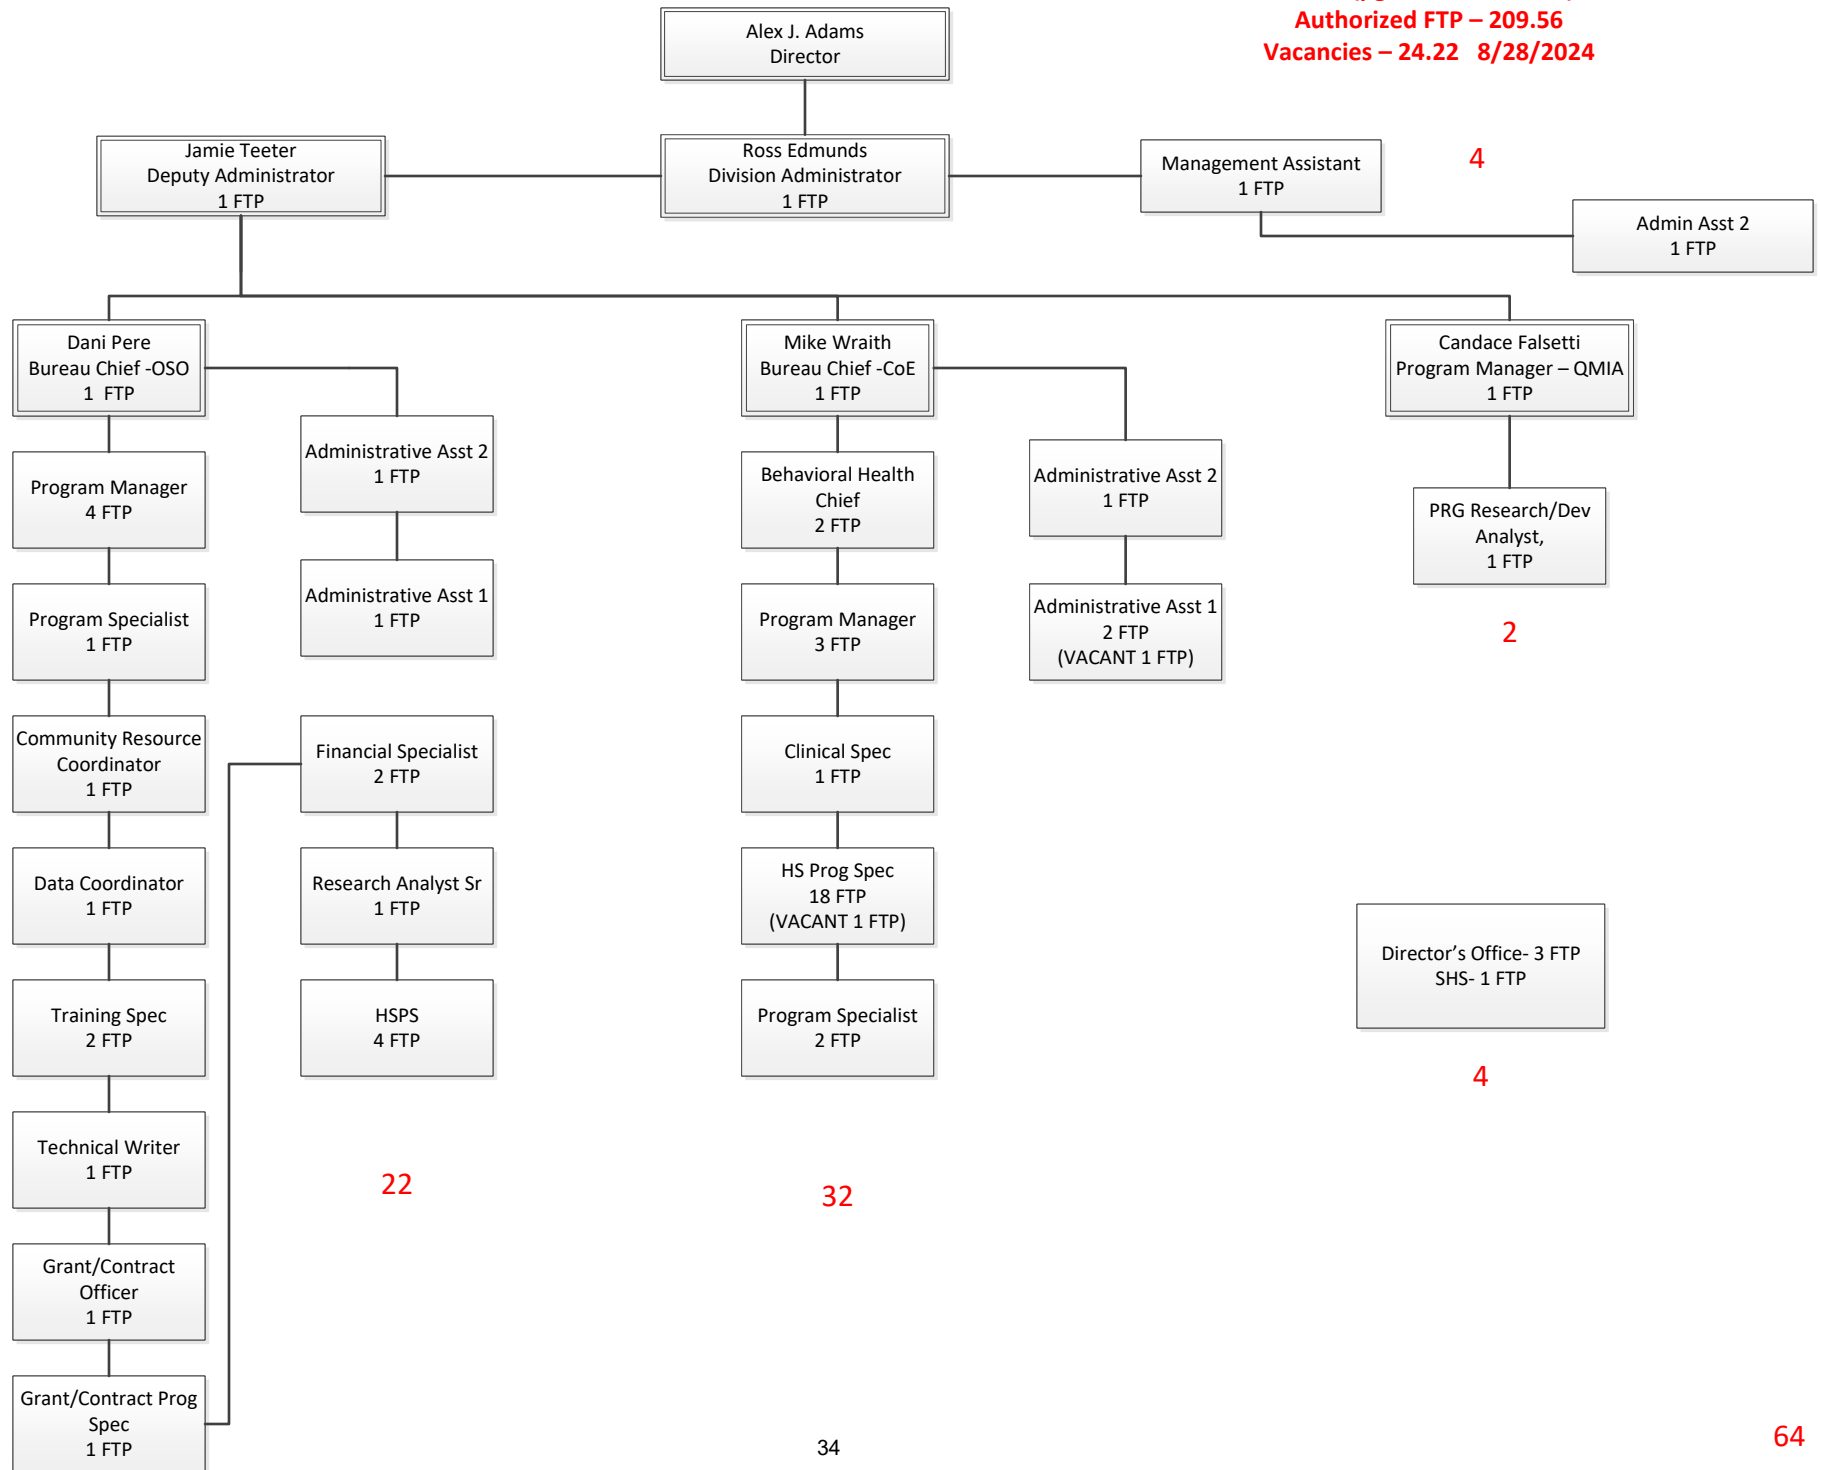 Authorized FTP – 209.56
Vacancies – 24.22 8/28/2024
Alex J. Adams
Director
Jamie Teeter
Deputy Administrator
1 FTP
Ross Edmunds
Division Administrator
1 FTP
Management Assistant
1 FTP
4
Admin Asst 2
1 FTP
Dani Pere
Bureau Chief -OSO
1 FTP
Mike Wraith
Bureau Chief -CoE
1 FTP
Candace Falsetti
Program Manager – QMIA
1 FTP
Program Manager
4 FTP
Administrative Asst 2
1 FTP
Behavioral Health
Chief
2 FTP
Administrative Asst 2
1 FTP
PRG Research/Dev
Analyst,
1 FTP
Program Specialist
1 FTP
Administrative Asst 1
1 FTP
Program Manager
3 FTP
Administrative Asst 1
2 FTP
(VACANT 1 FTP)
2
Community Resource
Coordinator
1 FTP
Financial Specialist
2 FTP
Clinical Spec
1 FTP
Data Coordinator
1 FTP
Research Analyst Sr
1 FTP
HS Prog Spec
18 FTP
(VACANT 1 FTP)
Director’s Office- 3 FTP
SHS- 1 FTP
Training Spec
2 FTP
HSPS
4 FTP
Program Specialist
2 FTP
4
Technical Writer
1 FTP
22
32
Grant/Contract
Officer
1 FTP
Grant/Contract Prog
Spec
1 FTP
34
64